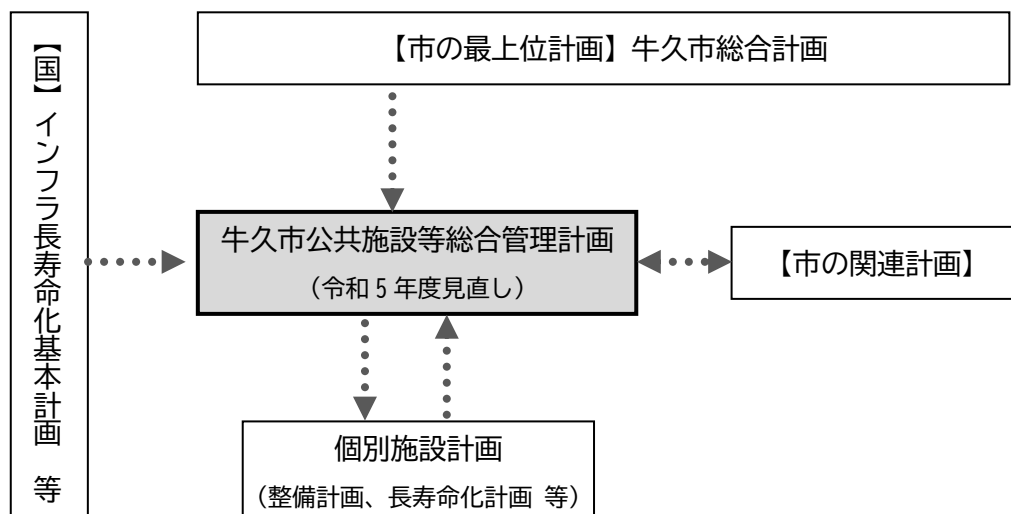 【国】インフラ長寿命化基本計画 等
【市の最上位計画】牛久市総合計画
牛久市公共施設等総合管理計画
（令和5年度見直し）
【市の関連計画】
個別施設計画
（整備計画、長寿命化計画 等）